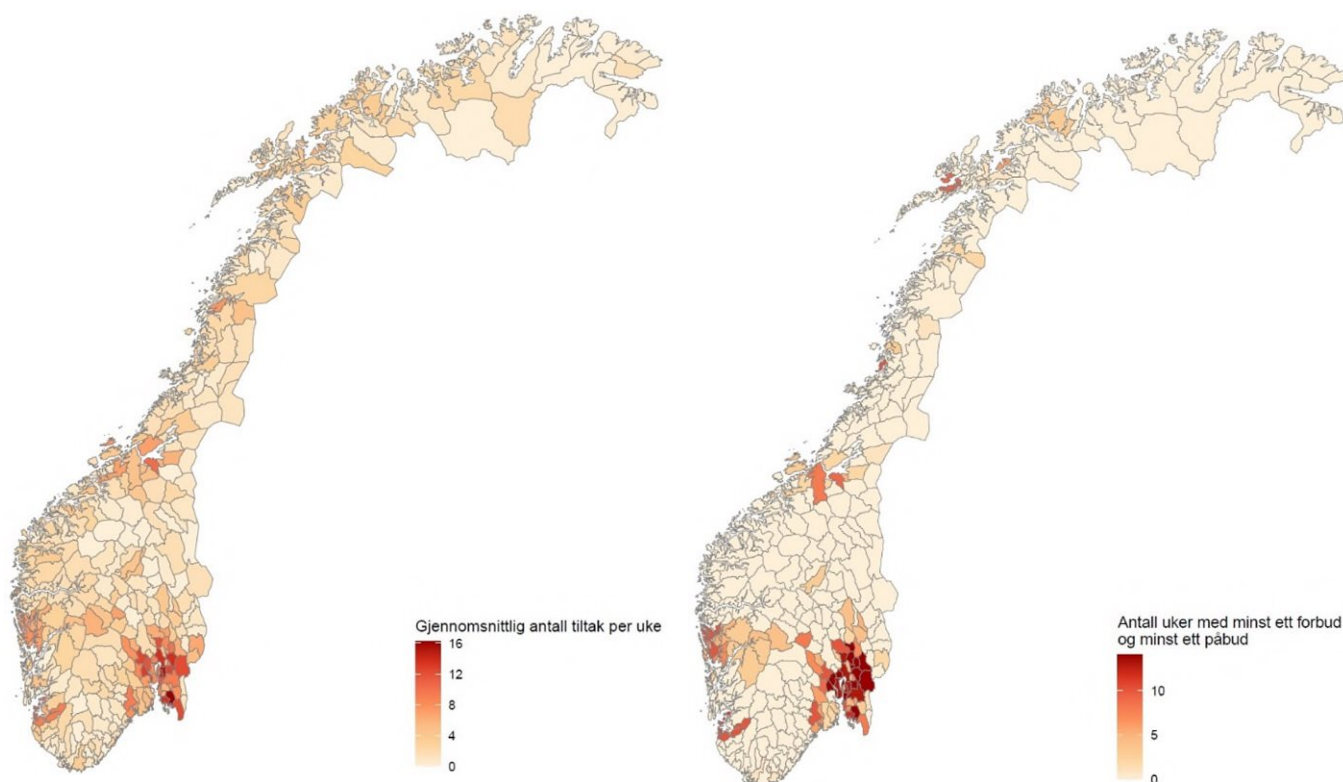 Gjennomsnittlig antall tiltak per uke
16
12
8
4
0
Antall uker med minst ett forbud
og minst ett påbud
10
5
0